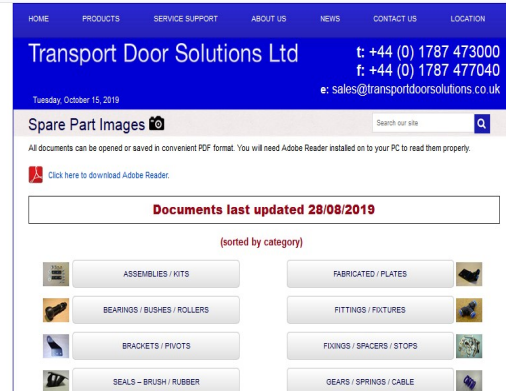 HOME PRODUCTS SERVICE SUPPORT ABOUT US NEWS CONTACT US LOCATION
Transport Door Solutions Ltd
t: +44 (0) 1787 473000
f: +44 (0) 1787 477040
e: sales@transportdoorsolutions.co.uk
Tuesday, October 15, 2019
Spare Part Images
Search our site
All documents can be opened or saved in convenient PDF format. You will need Adobe Reader installed on to your PC to read them properly.
Click here to download Adobe Reader.
Documents last updated 28/08/2019
(sorted by category)
ASSEMBLIES / KITS FABRICATED / PLATES
BEARINGS / BUSHES / ROLLERS FITTINGS / FIXTURES
BRACKETS / PIVOTS FIXINGS / SPACERS / STOPS
SEALS – BRUSH / RUBBER GEARS / SPRINGS / CABLE